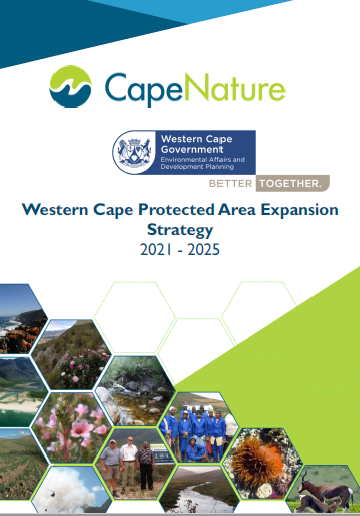 CapeNature
Western Cape
Government
Environmental Affairs and
Development Planning
BETTER TOGETHER.
Western Cape Protected Area Expansion
Strategy
2021 - 2025